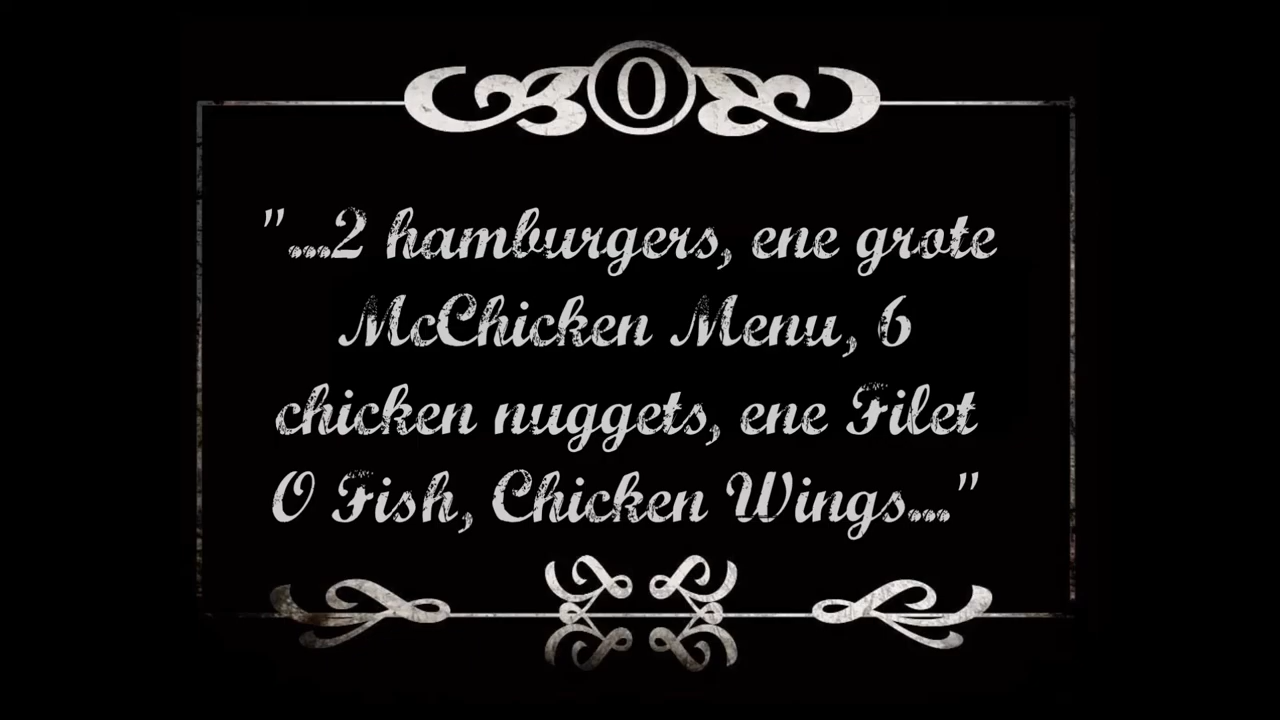 O
"...2 hamburgers, ene grote
McChicken Menu, 6
chicken nuggets, ene Filet
O Fish, Chicken Wings..."